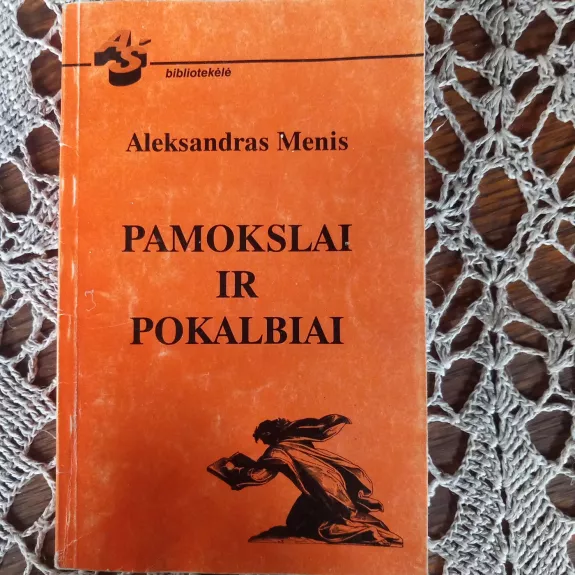 AŠ
bibliotekėlė
Aleksandras Menis
PAMOKSLAI
IR
POKALBIAI